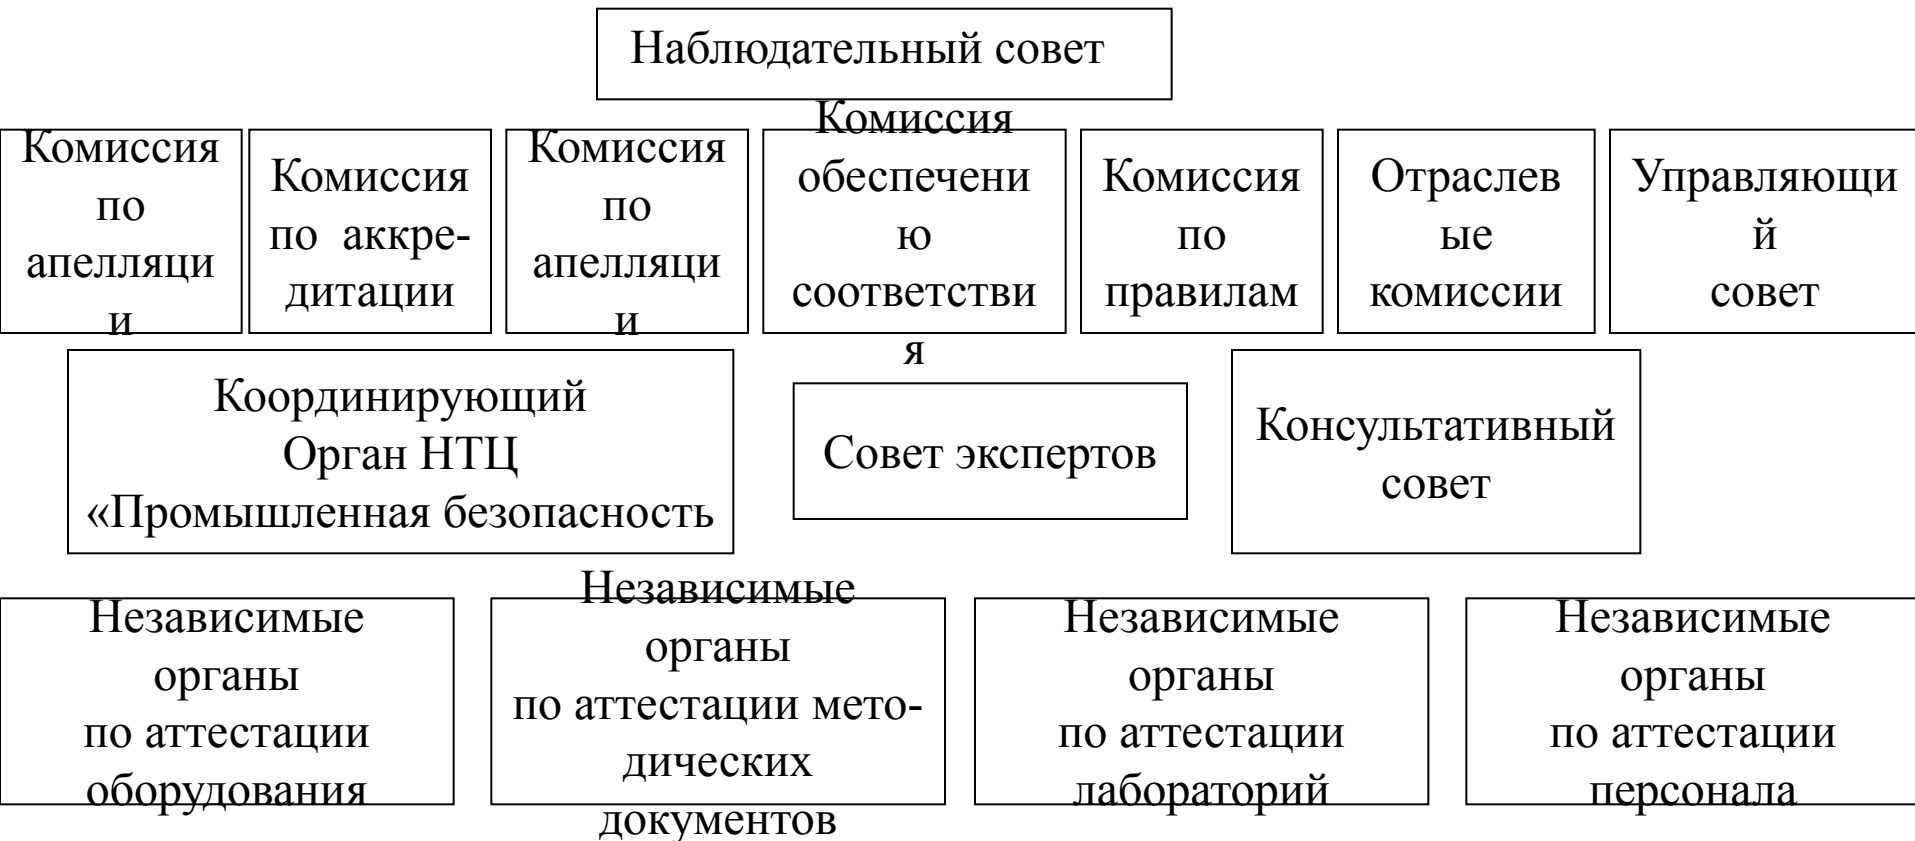 Наблюдательный совет
Комиссия
по
апелляци
и
Комиссия
по аккре-
дитации
Комиссия
по
апелляци
и
Комиссия
обеспечени
ю
соответстви
я
Комиссия
по
правилам
Отраслев
ые
комиссии
Управляющи
й
совет
Координирующий
Орган НТЦ
«Промышленная безопасность
Совет экспертов
Консультативный
совет
Независимые
органы
по аттестации
оборудования
Независимые
органы
по аттестации мето-
дических
документов
Независимые
органы
по аттестации
лабораторий
Независимые
органы
по аттестации
персонала